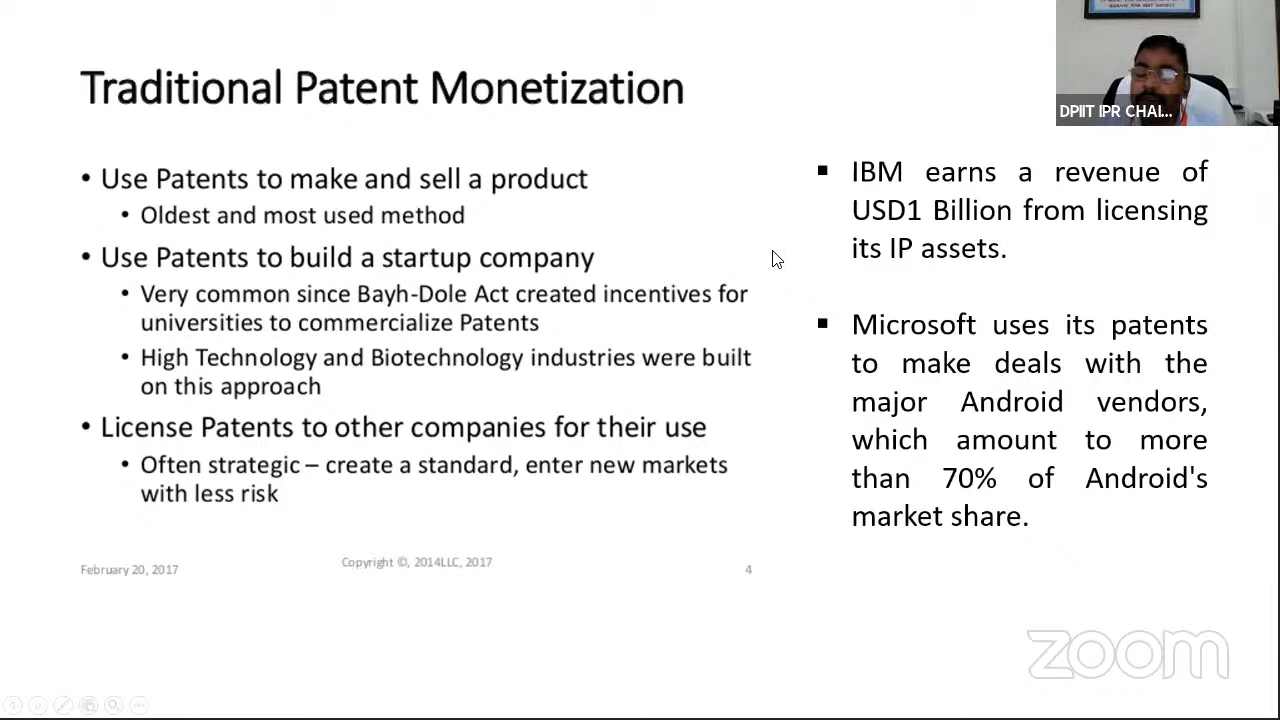 Traditional Patent Monetization
DPIIT IPR CHAI...
• Use Patents to make and sell a product
• Oldest and most used method
• Use Patents to build a startup company
• Very common since Bayh-Dole Act created incentives for
universities to commercialize Patents
• High Technology and Biotechnology industries were built
on this approach
• License Patents to other companies for their use
• Often strategic – create a standard, enter new markets
with less risk
▪ IBM earns a revenue of
USD1 Billion from licensing
its IP assets.
▪ Microsoft uses its patents
to make deals with the
major Android vendors,
which amount to more
than 70% of Android's
market share.
February 20, 2017
Copyright ©, 2014LLC, 2017
4
zoom